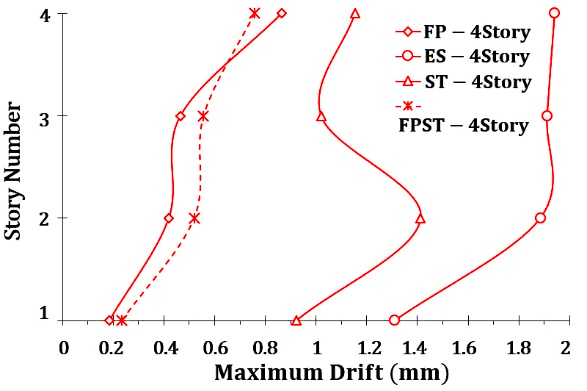 4
3
2
1
Story Number
FP – 4Story
ES – 4Story
ST – 4Story
FPST – 4Story
0 0.2 0.4 0.6 0.8 1 1.2 1.4 1.6 1.8 2
Maximum Drift (mm)